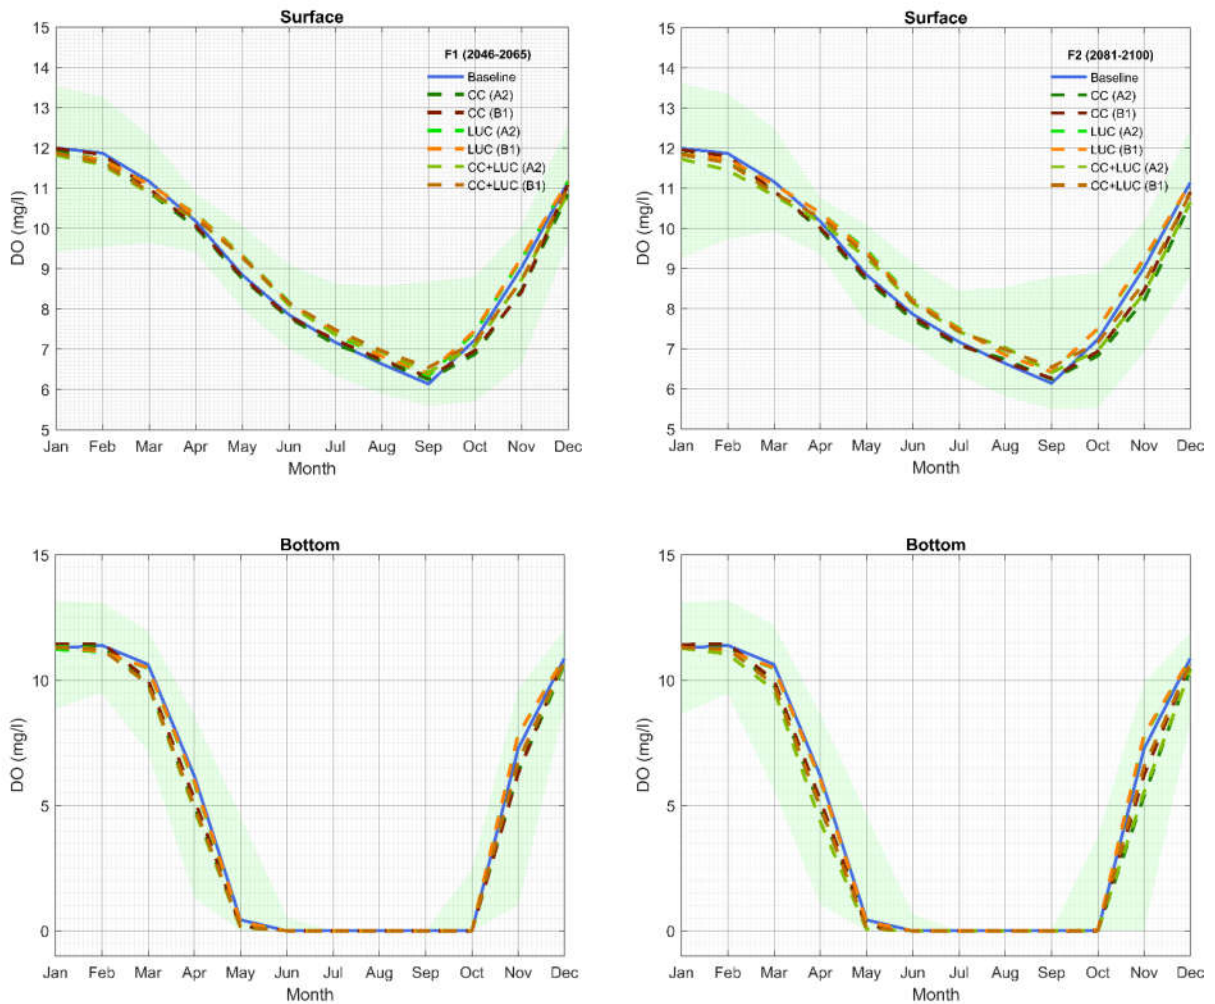 Surface
15
14
13
12
11
10
9
8
7
6
5
DO (mg/l)
F1 (2046-2065)
Baseline
CC (A2)
CC (B1)
LUC (A2)
LUC (B1)
CC+LUC (A2)
CC+LUC (B1)
Jan Feb Mar Apr May Jun Jul Aug Sep Oct Nov Dec
Month
Surface
15
14
13
12
11
10
9
8
7
6
5
DO (mg/l)
F2 (2081-2100)
Baseline
CC (A2)
CC (B1)
LUC (A2)
LUC (B1)
CC+LUC (A2)
CC+LUC (B1)
Jan Feb Mar Apr May Jun Jul Aug Sep Oct Nov Dec
Month
Bottom
15
10
5
0
DO (mg/l)
Jan Feb Mar Apr May Jun Jul Aug Sep Oct Nov Dec
Month
Bottom
15
10
5
0
DO (mg/l)
Jan Feb Mar Apr May Jun Jul Aug Sep Oct Nov Dec
Month